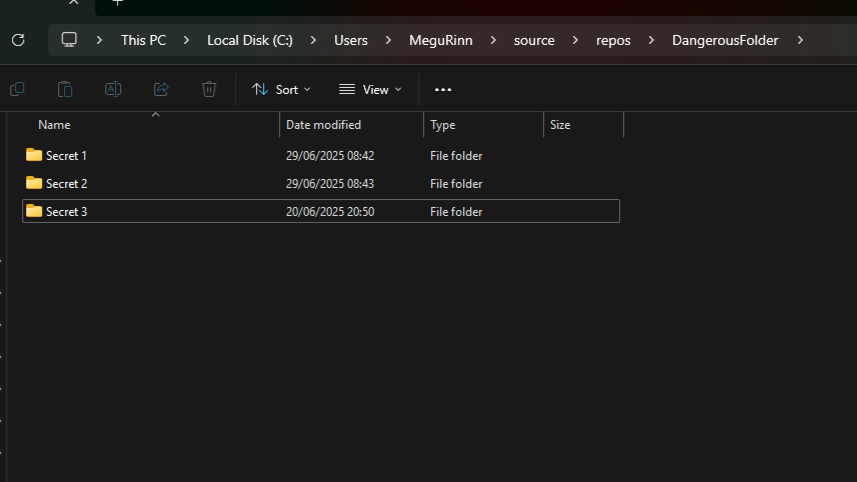 This PC > Local Disk (C:) > Users > MeguRinn > source > repos > DangerousFolder >
Sort View
Name Date modified Type Size
Secret 1 29/06/2025 08:42 File folder
Secret 2 29/06/2025 08:43 File folder
Secret 3 20/06/2025 20:50 File folder